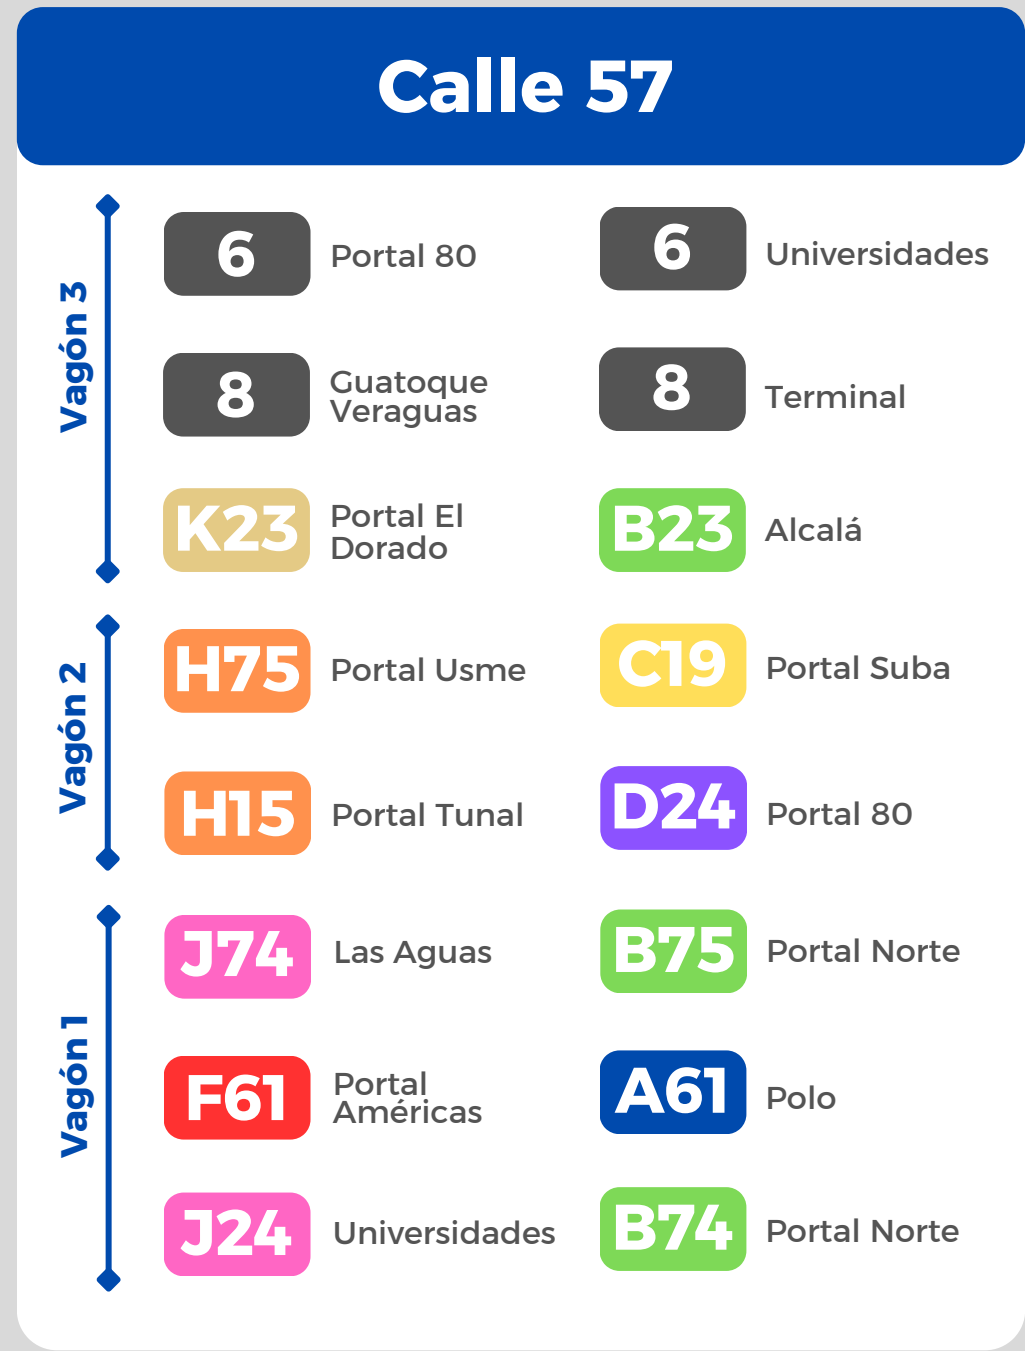 Calle 57
Vagón 3
6 Portal 80
6 Universidades
8 Guatoque
Veraguas
8 Terminal
K23 Portal El
Dorado
B23 Alcalá
Vagón 2
H75 Portal Usme
C19 Portal Suba
H15 Portal Tunal
D24 Portal 80
Vagón 1
J74 Las Aguas
B75 Portal Norte
F61 Portal
Américas
A61 Polo
J24 Universidades
B74 Portal Norte